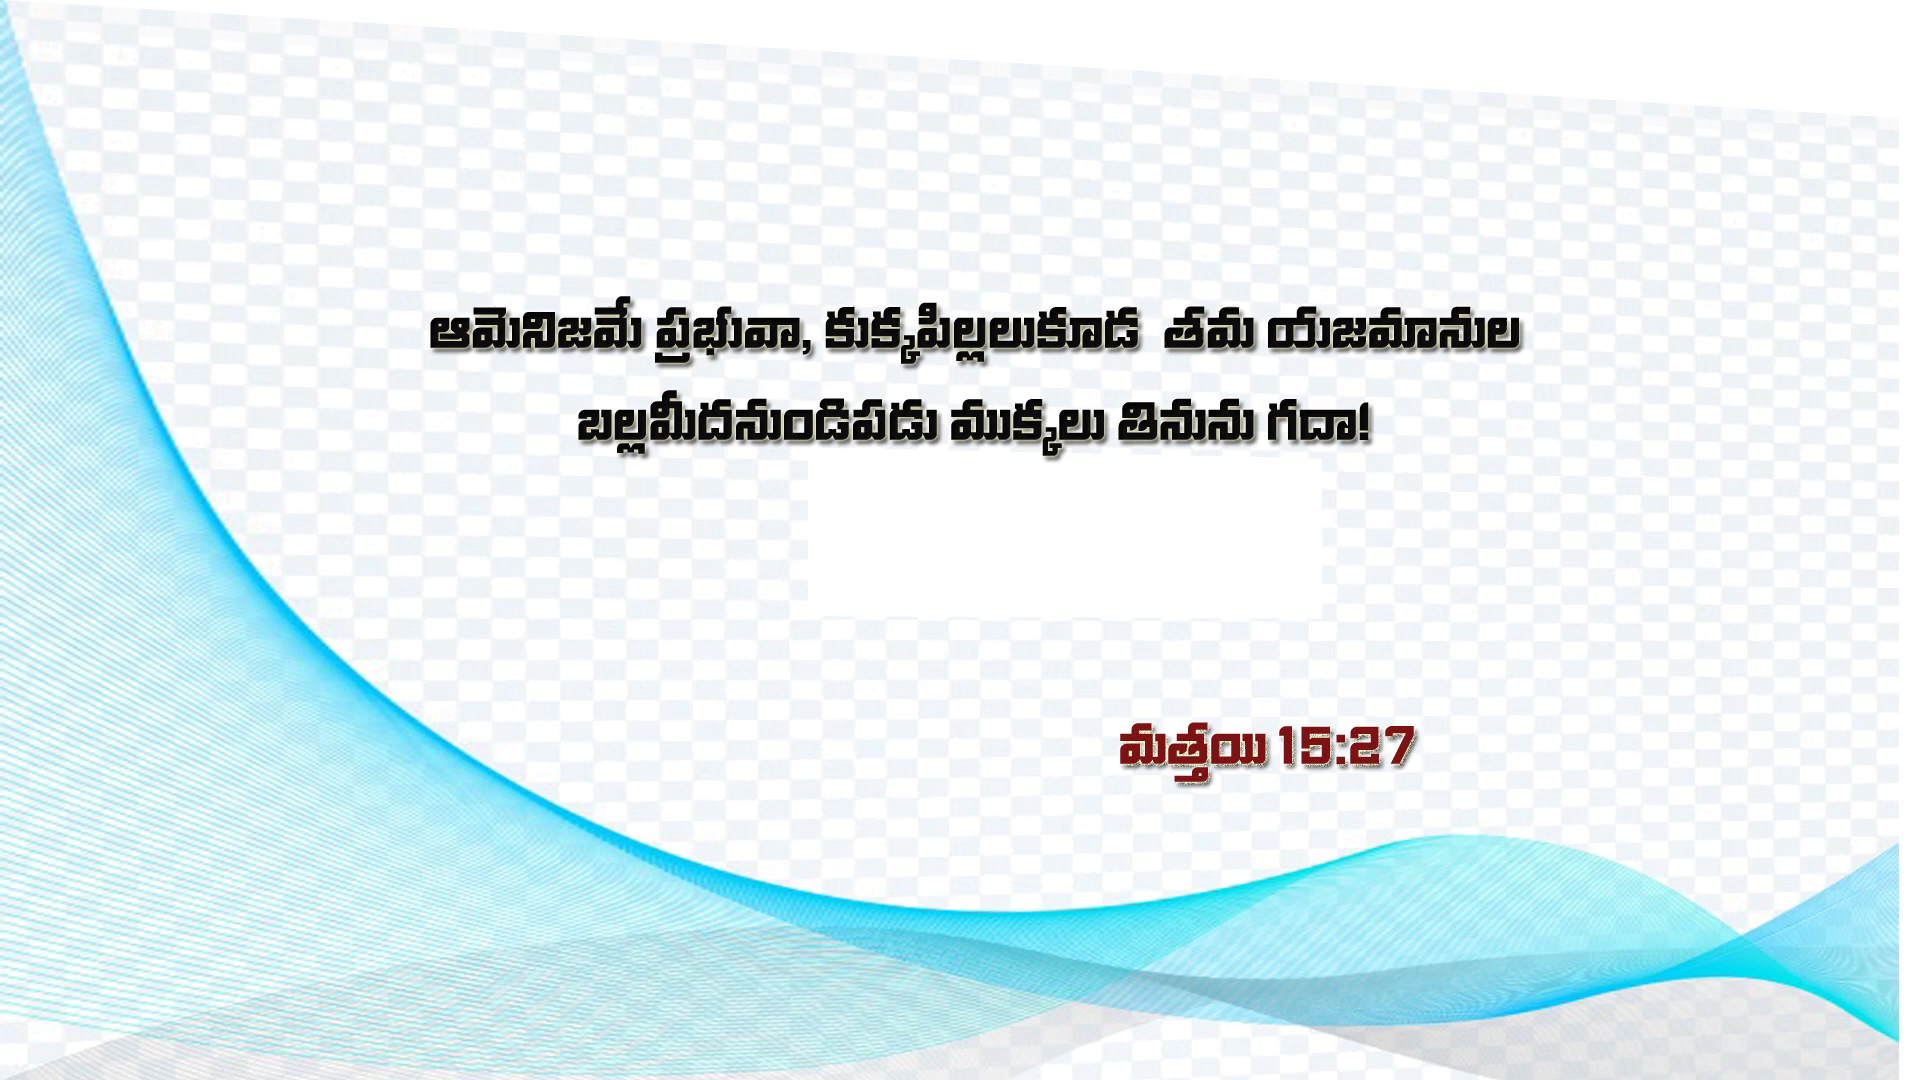 ఆమెనిజమే ప్రభువా, కుక్కపిల్లలుకూడ తమ యజమానుల
బల్లమీదనుండిపడు ముక్కలు తినును గదా!
మత్తయి 15:27